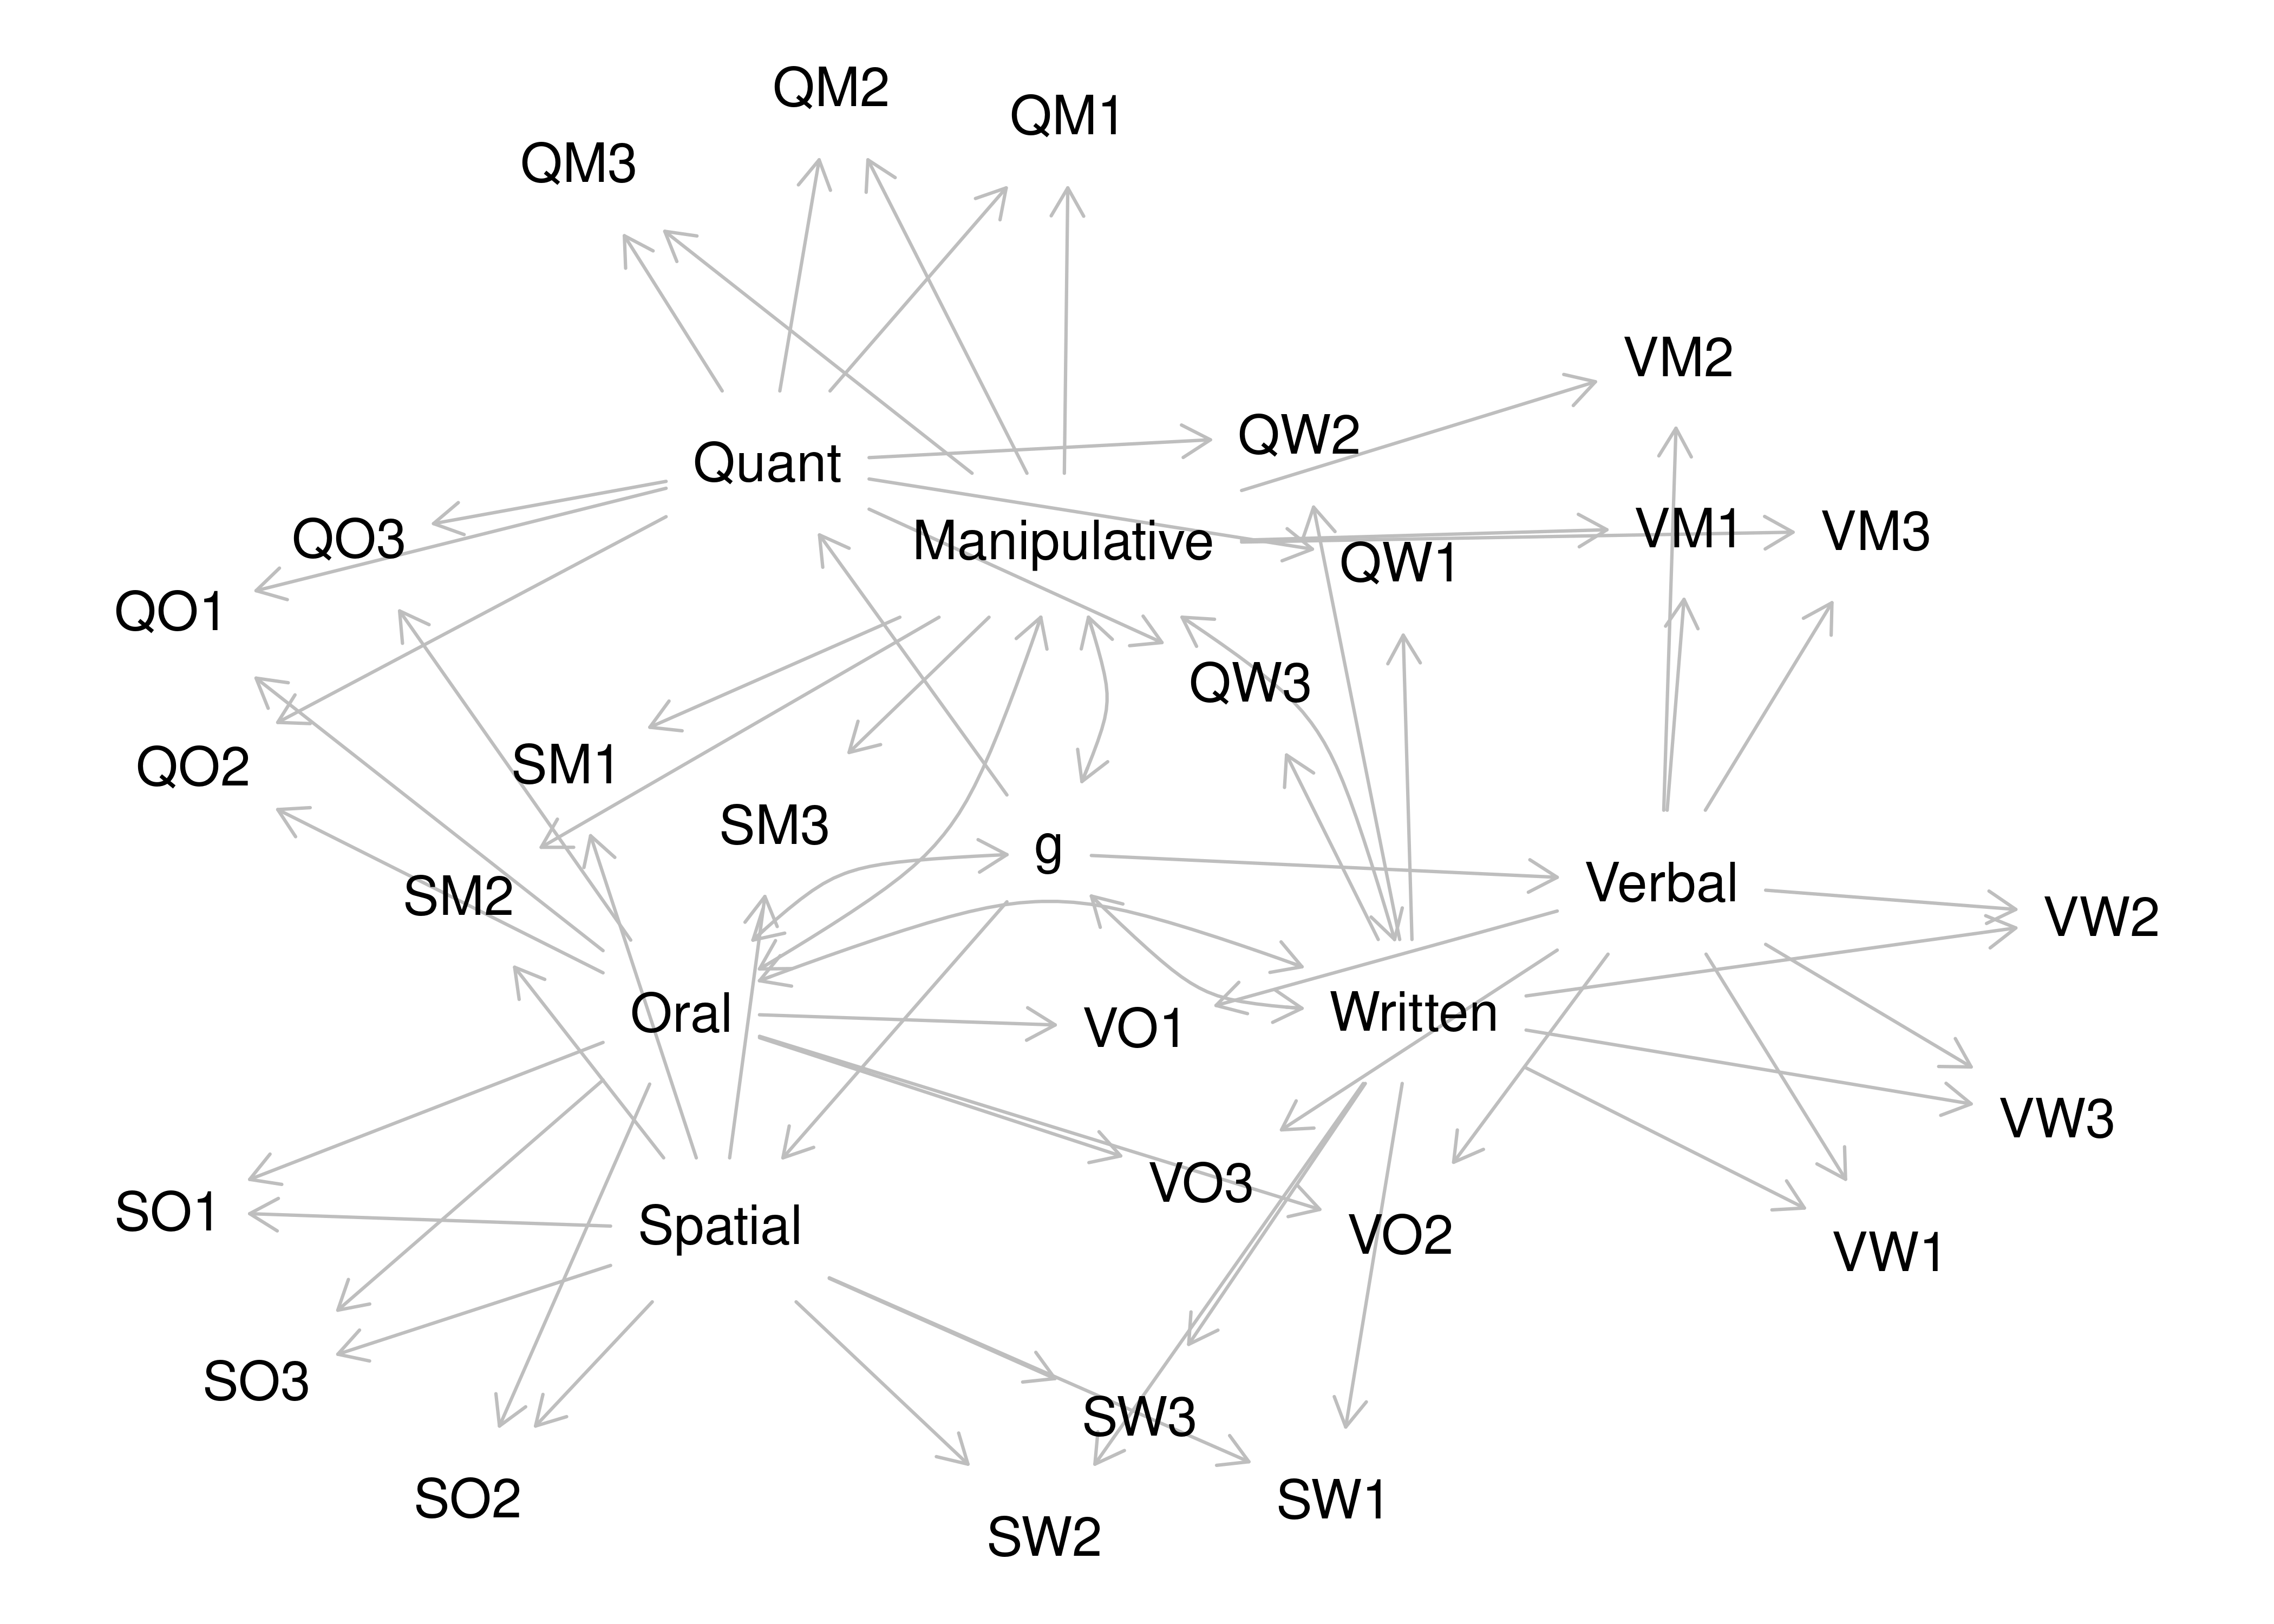 QM2
QM1
QM3
VM2
QW2
Quant
VM1
VM3
QO3
Manipulative
QW1
QO1
QW3
QO2
SM1
SM3
g
Verbal
SM2
VW2
Oral
VO1
Written
VW3
VO3
SO1
Spatial
VO2
VW1
SO3
SW3
SO2
SW1
SW2